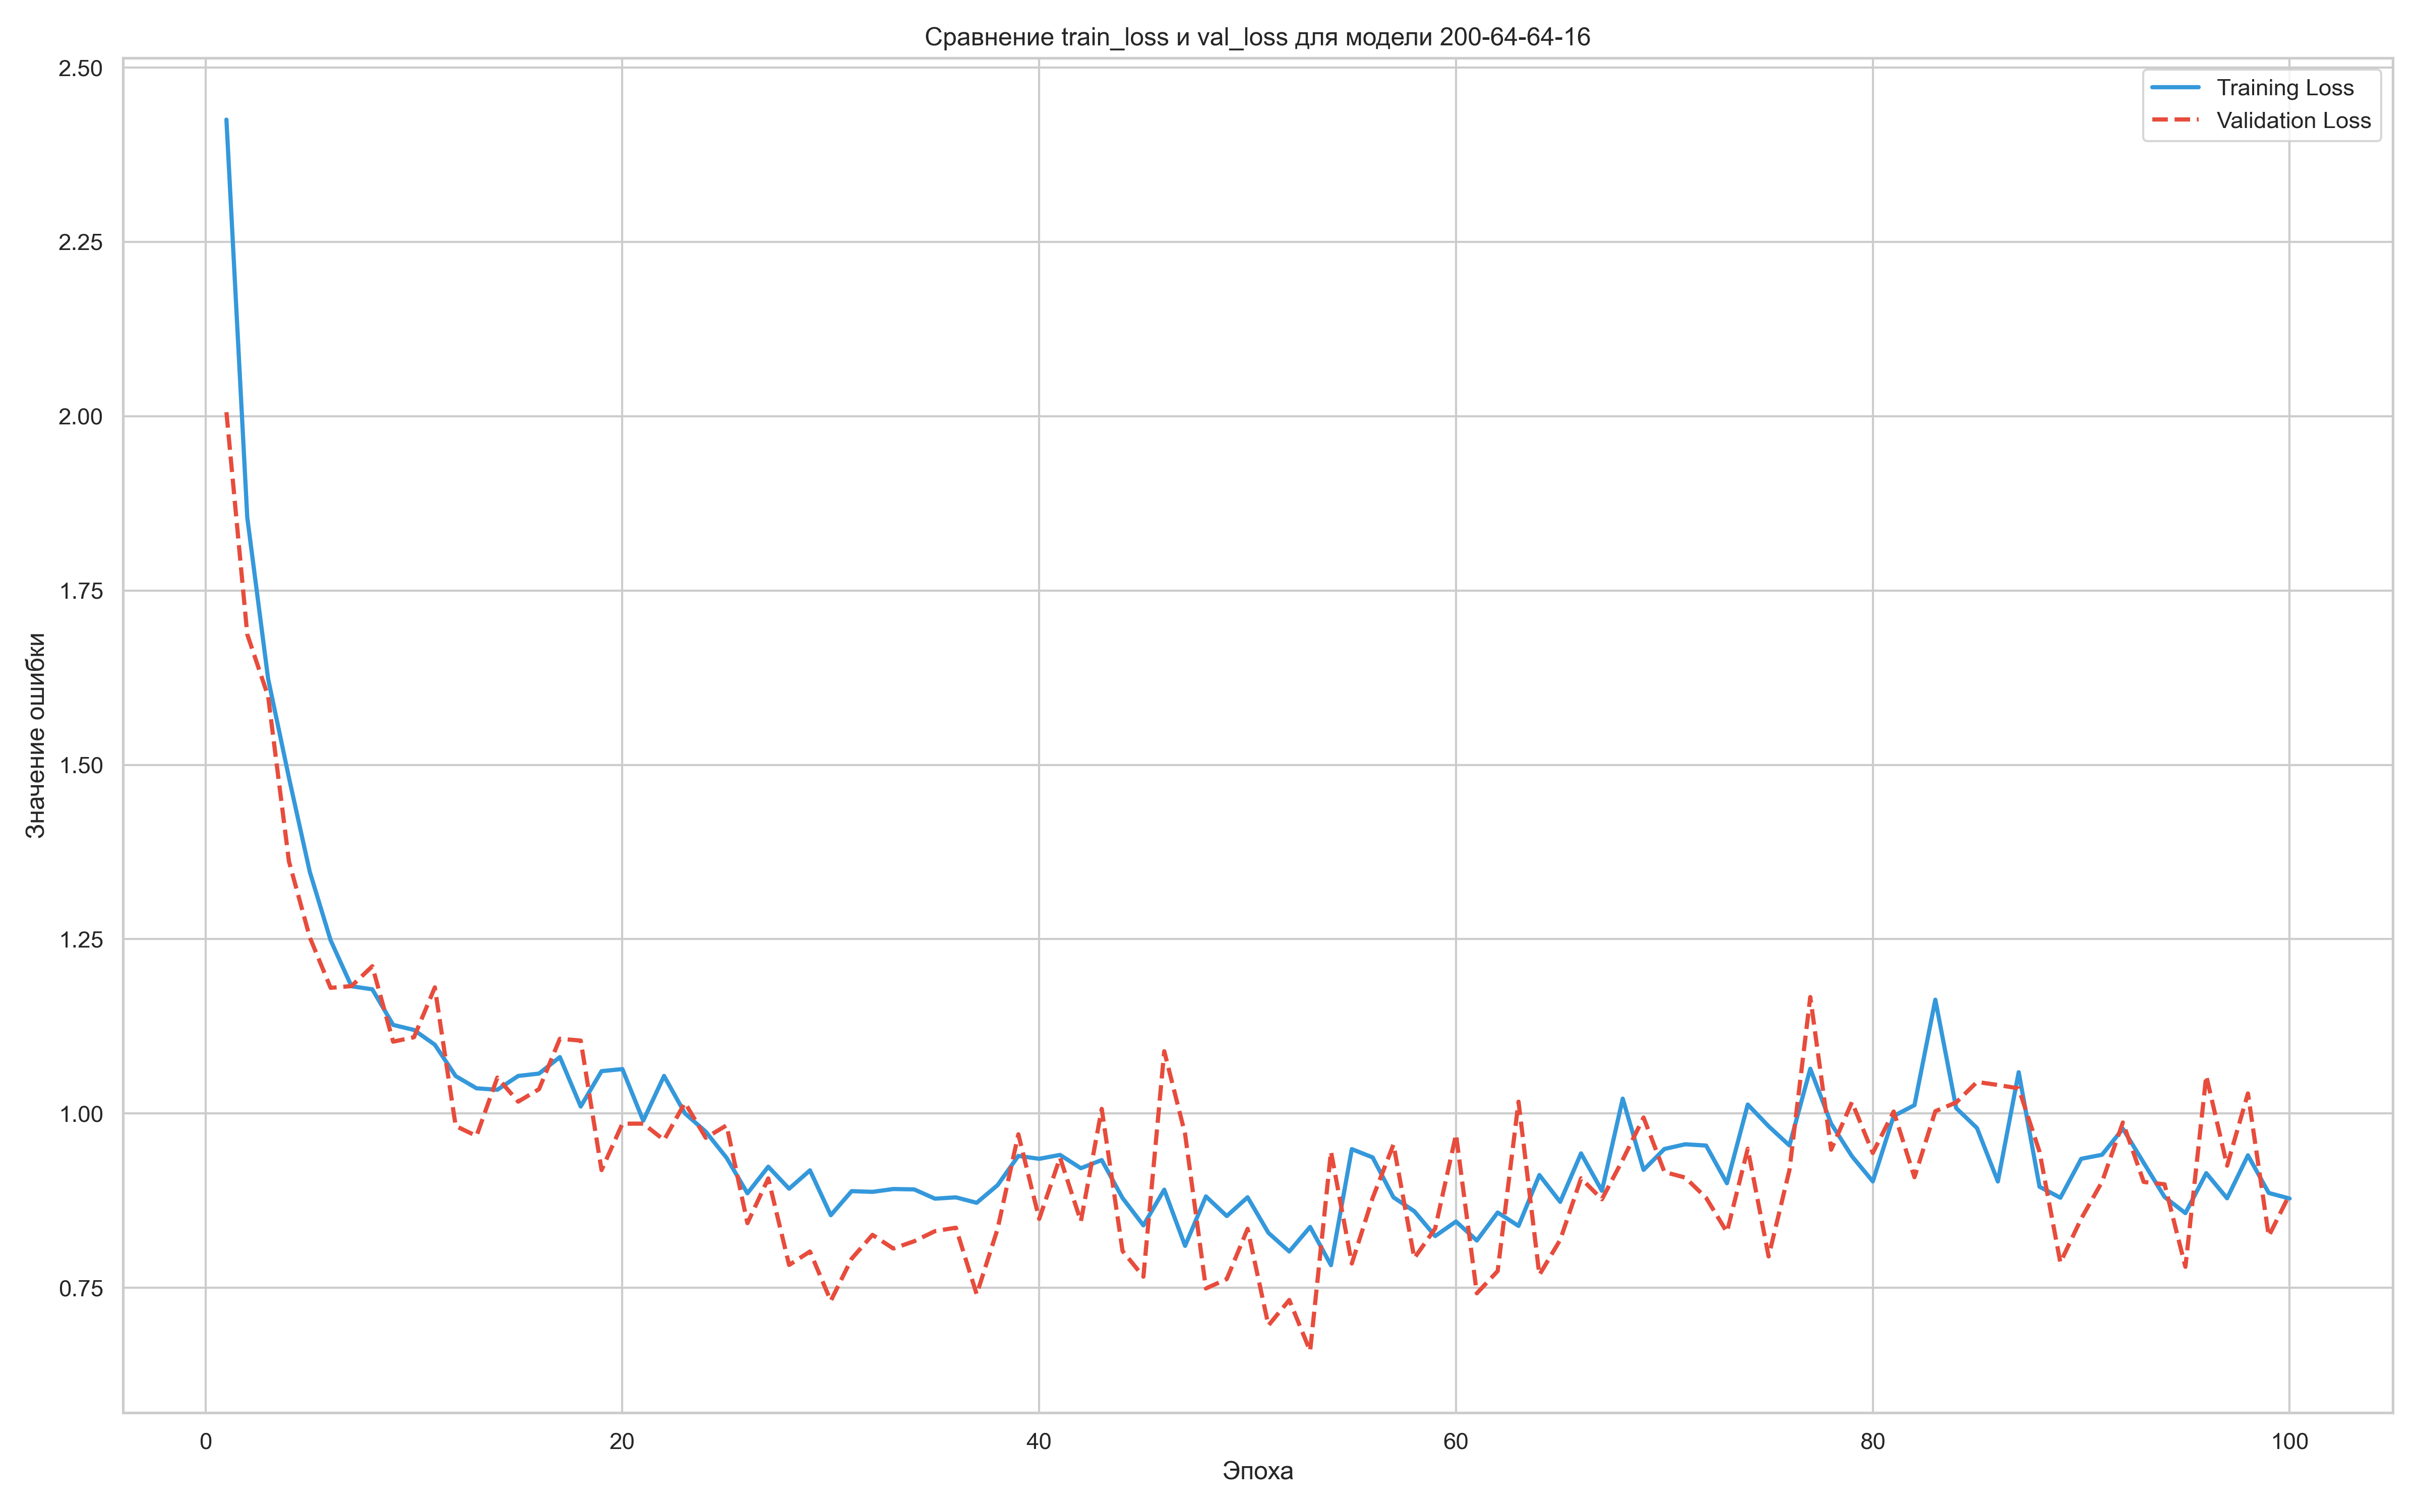 Сравнение train_loss и val_loss для модели 200-64-64-16
Training Loss
Validation Loss
2.50
2.25
2.00
1.75
1.50
1.25
1.00
0.75
Значение ошибки
0 20 40 60 80 100
Эпоха